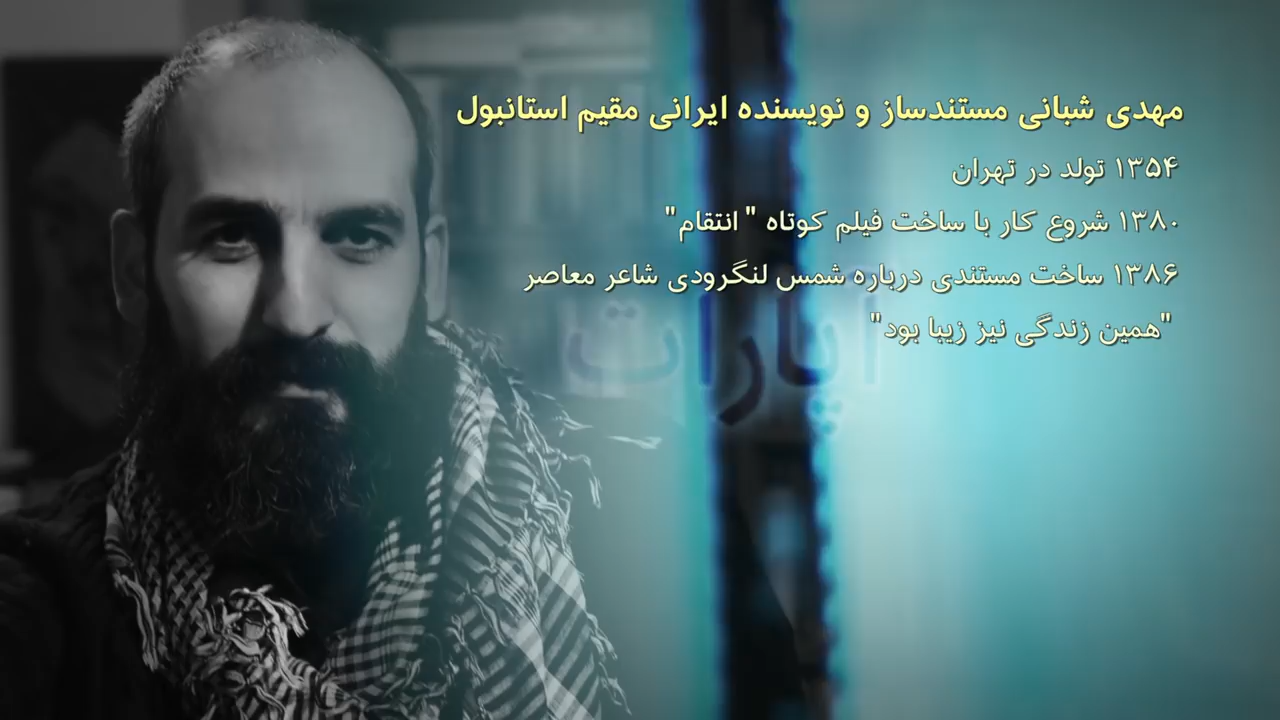 مهدی شبانی مستندساز و نویسنده ایرانی مقیم استانبول
۱۳۵۴ تولد در تهران
۱۳۸۰ شروع کار با ساخت فیلم کوتاه " انتقام"
۱۳۸۶ ساخت مستندی درباره شمس لنگرودی شاعر معاصر
"همین زندگی نیز زیبا بود"
آپارات